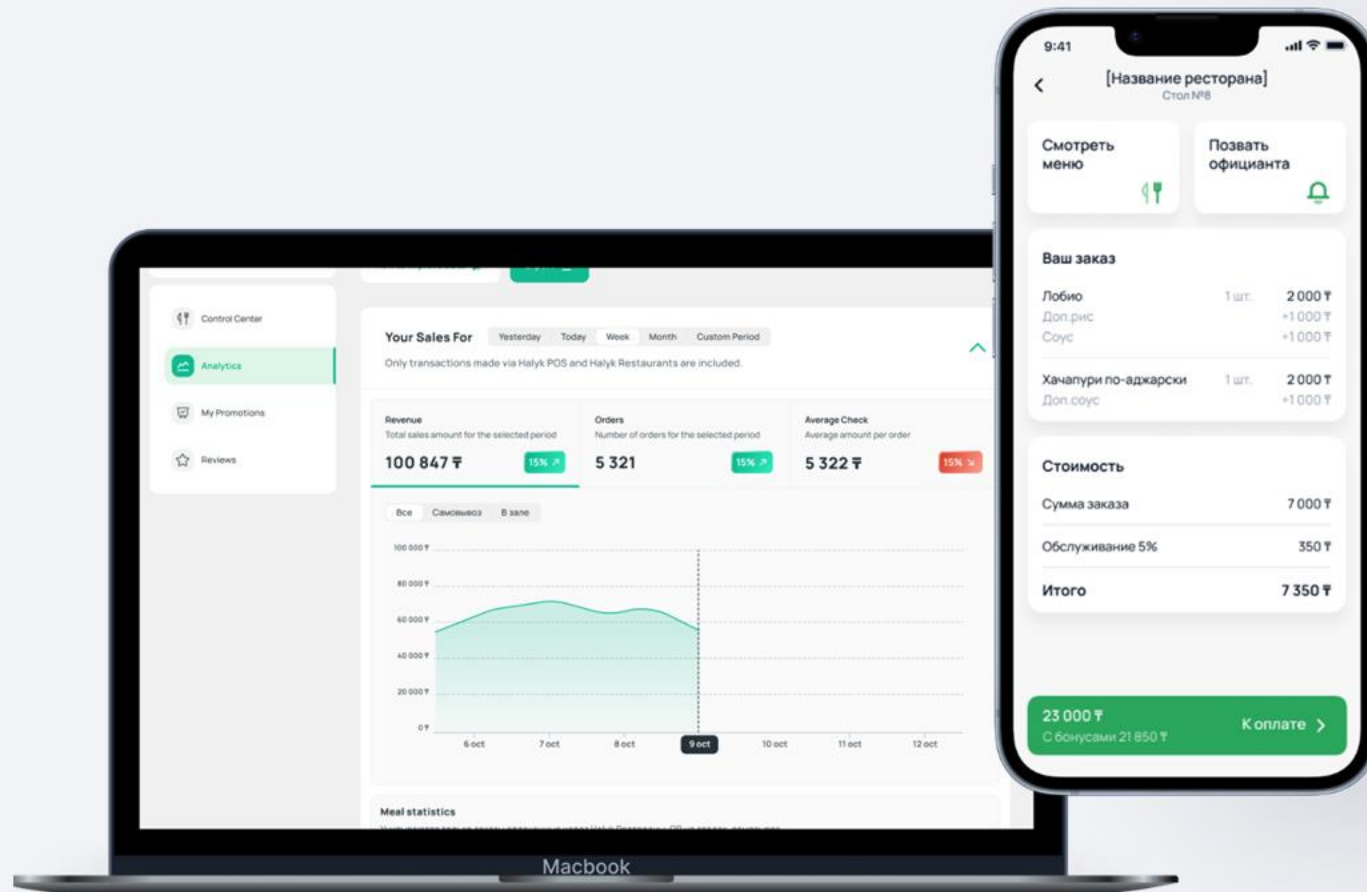 Control Center
Analytics
My Promotions
Reviews
Your Sales For
Yesterday Today Week Month Custom Period
Only transactions made via Halyk POS and Halyk Restaurants are included.
Revenue
Total sales amount for the selected period
100 847 ₸ 15% ↗
Orders
Number of orders for the selected period
5 321 15% ↗
Average Check
Average amount per order
5 322 ₸ 15% ↘
Все Самовывоз В зале
100 000 ₸
80 000 ₸
60 000 ₸
40 000 ₸
20 000 ₸
0 ₸
6 oct 7 oct 8 oct 9 oct 10 oct 11 oct 12 oct
Meal statistics
Macbook
9:41
[Название ресторана]
Стол №8
Смотреть
меню
Позвать
официанта
Ваш заказ
Лобио 1 шт. 2 000 ₸
Доп.рис +1 000 ₸
Соус +1 000 ₸
Хачапури по-аджарски 1 шт. 2 000 ₸
Доп.соус +1 000 ₸
Стоимость
Сумма заказа 7 000 ₸
Обслуживание 5% 350 ₸
Итого 7 350 ₸
23 000 ₸
С бонусами 21 850 ₸
К оплате